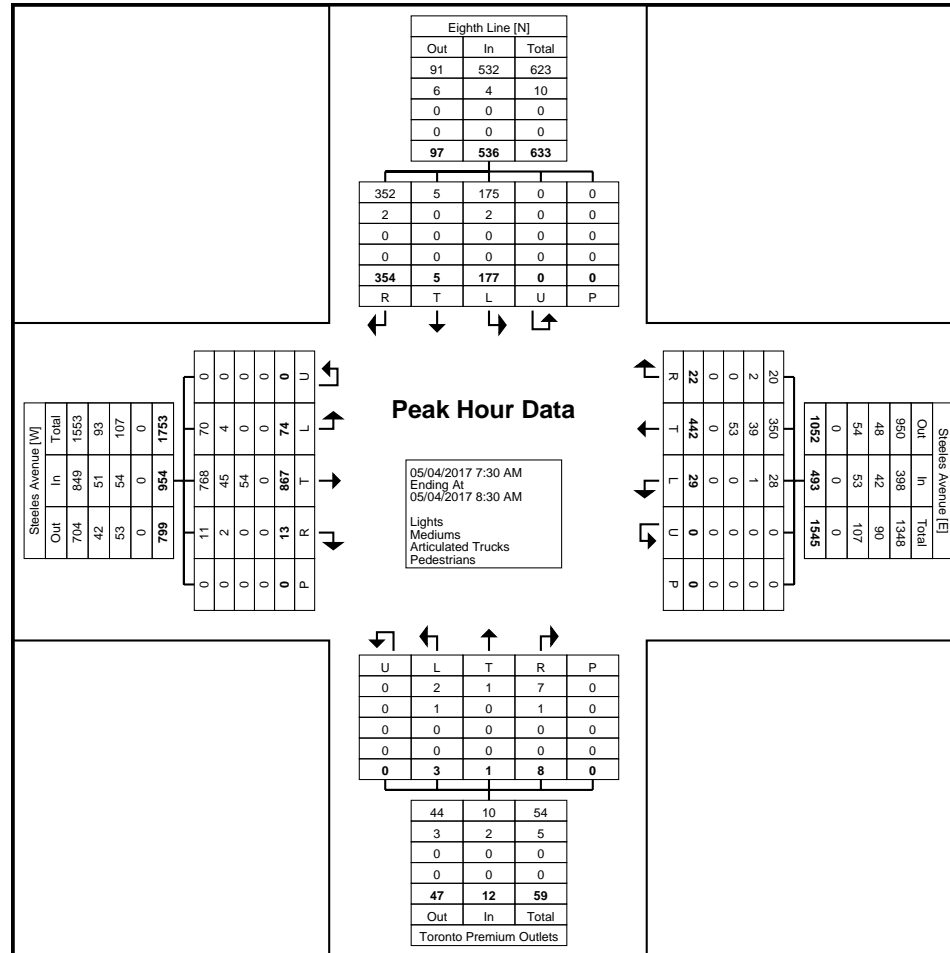 Eighth Line [N]
Out In Total
91 532 623
6 4 10
0 0 0
0 0 0
97 536 633
352 5 175 0 0
2 0 2 0 0
0 0 0 0 0
0 0 0 0 0
354 5 177 0 0
R T L U P
Steeles Avenue [W]
Total In Out
1553 849 704
93 51 42
107 54 53
0 0 0
1753 954 799
0 70 768 11 0
0 4 45 2 0
0 0 54 0 0
0 0 0 0 0
0 74 867 13 0
U L T R P
Peak Hour Data
05/04/2017 7:30 AM
Ending At
05/04/2017 8:30 AM
Lights
Mediums
Articulated Trucks
Pedestrians
R T L U P
22 442 29 0 0
0 0 0 0 0
0 53 0 0 0
2 39 1 0 0
20 350 28 0 0
Steeles Avenue [E]
Out In Total
950 398 1348
48 42 90
54 53 107
0 0 0
1052 493 1545
U L T R P
0 2 1 7 0
0 1 0 1 0
0 0 0 0 0
0 0 0 0 0
0 3 1 8 0
44 10 54
3 2 5
0 0 0
0 0 0
47 12 59
Out In Total
Toronto Premium Outlets